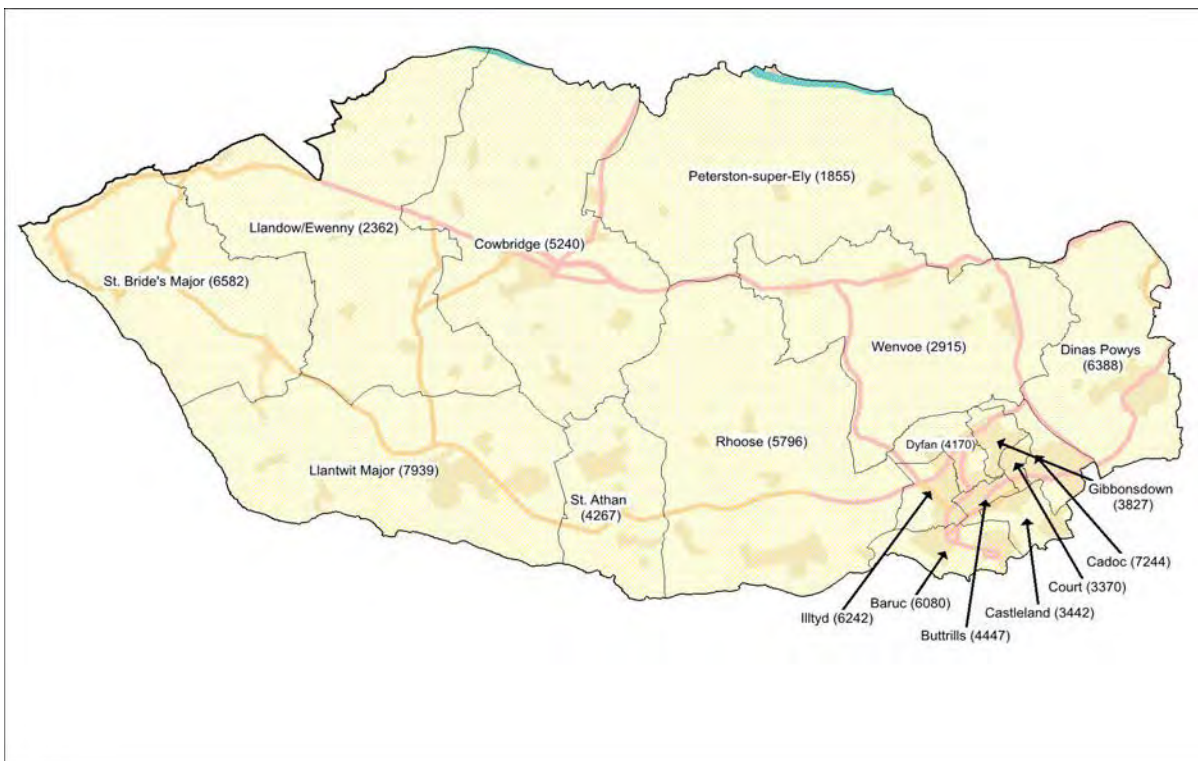 Peterston-super-Ely (1855)
Llandow/Ewenny (2362)
Cowbridge (5240)
St. Bride's Major (6582)
Wenvoe (2915)
Dinas Powys
(6388)
Dyfan (4170)
Rhoose (5796)
Llantwit Major (7939)
St. Athan
(4267)
Gibbonsdown
(3827)
Cadoc (7244)
Court (3370)
Baruc (6080)
Castleland (3442)
Illtyd (6242)
Buttrills (4447)